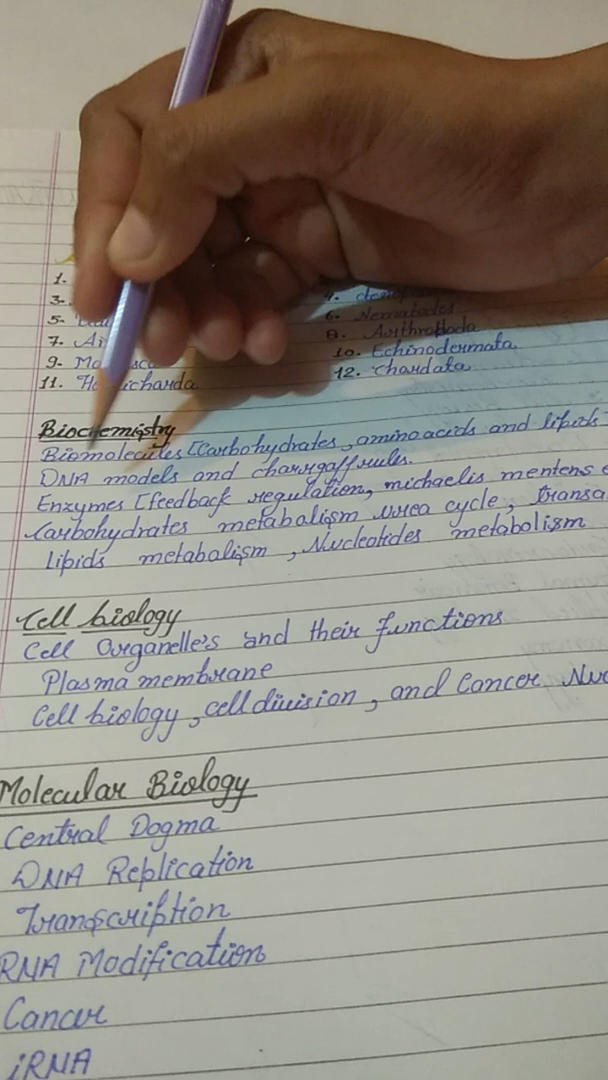 1.
3.
5.
6. Nematodes
7.
8. Arthropoda
9.
10. Echinodermata
11.
12. Chordata
Biochemistry
Biomolecules [Carbohydrates, amino acids and lipids
DNA models and charrgaff rules.
Enzymes [feedback regulation, michaelis mentens
Carbohydrates metabalism urea cycle, transa
Lipids metabalism, Nucleotides metabolism
Cell biology
Cell Organelle's and their functions
Plasma membrane
Cell biology, cell division, and Cancer
Molecular Biology
Central Dogma
DNA Replication
Transcription
RNA Modification
Cancer
iRNA